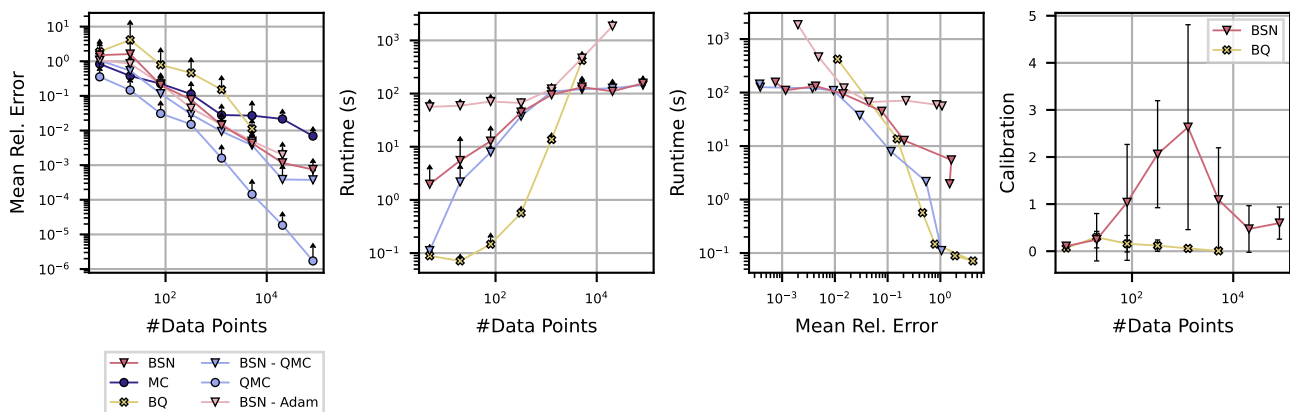 10^1
10^0
10^-1
10^-2
10^-3
10^-4
10^-5
10^-6
Mean Rel. Error
10^2
10^4
#Data Points
10^3
10^2
10^1
10^0
10^-1
Runtime (s)
10^2
10^4
#Data Points
10^3
10^2
10^1
10^0
10^-1
Runtime (s)
10^-3
10^-2
10^-1
10^0
Mean Rel. Error
5
4
3
2
1
0
Calibration
BSN
BQ
10^2
10^4
#Data Points
BSN
MC
BQ
BSN - QMC
QMC
BSN - Adam